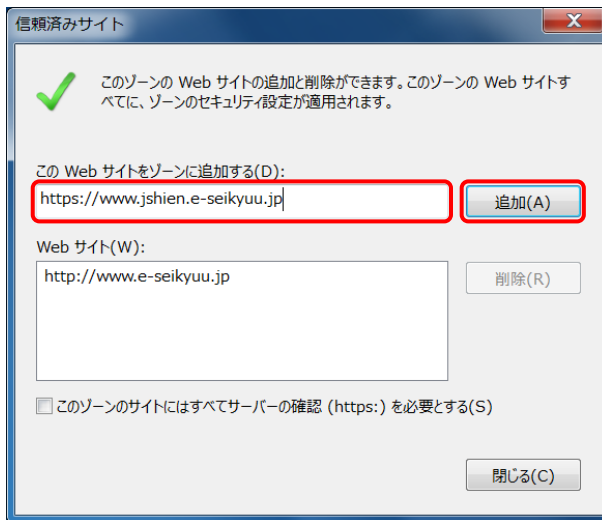 信頼済みサイト
このゾーンの Web サイトの追加と削除ができます。このゾーンの Web サイトす
べてに、ゾーンのセキュリティ設定が適用されます。
この Web サイトをゾーンに追加する(D):
https://www.jshien.e-seikyuu.jp
追加(A)
Web サイト(W):
http://www.e-seikyuu.jp
削除(R)
このゾーンのサイトにはすべてサーバーの確認 (https:) を必要とする(S)
閉じる(C)